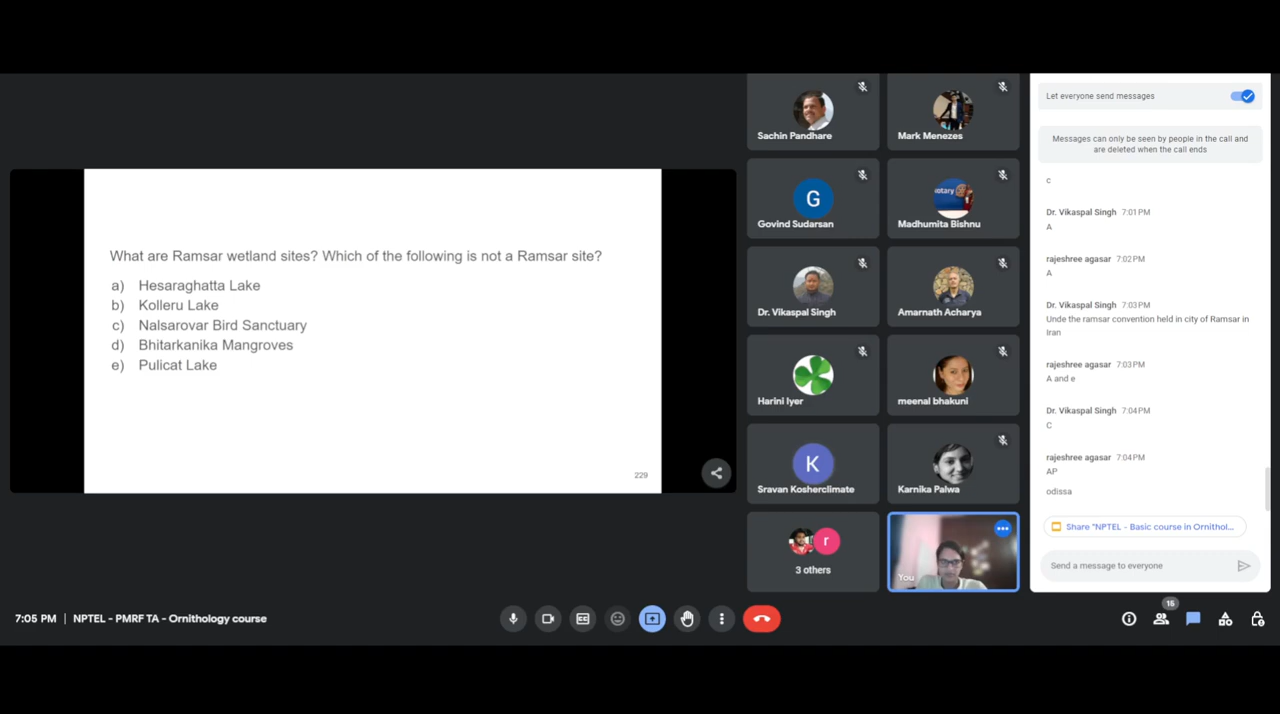 What are Ramsar wetland sites? Which of the following is not a Ramsar site?
a) Hesaraghatta Lake
b) Kolleru Lake
c) Nalsarovar Bird Sanctuary
d) Bhitarkanika Mangroves
e) Pulicat Lake
229
Sachin Pandhare
Mark Menezes
G
Govind Sudarsan
otary
Madhumita Bishnu
Dr. Vikaspal Singh
Amarnath Acharya
Harini Iyer
meenal bhakuni
K
Sravan Kosherclimate
Karnika Palwa
r
3 others
You
Let everyone send messages
Messages can only be seen by people in the call and
are deleted when the call ends
c
Dr. Vikaspal Singh 7:01 PM
A
rajeshree agasar 7:02 PM
A
Dr. Vikaspal Singh 7:03 PM
Unde the ramsar convention held in city of Ramsar in
Iran
rajeshree agasar 7:03 PM
A and e
Dr. Vikaspal Singh 7:04 PM
C
rajeshree agasar 7:04 PM
AP
odissa
Share "NPTEL - Basic course in Ornithol...
Send a message to everyone
7:05 PM | NPTEL - PMRF TA - Ornithology course
CC
16